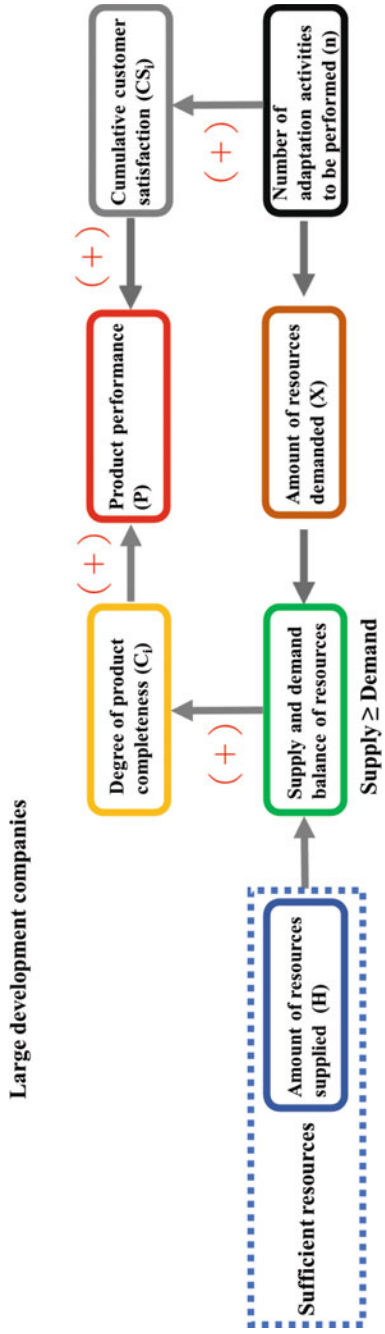 Large development companies
Degree of product
completeness (Cᵢ)
(+)
Product performance
(P)
(+)
Cumulative customer
satisfaction (CSᵢ)
(+)
(+)
Sufficient resources
Amount of resources
supplied (H)
Supply and demand
balance of resources
Supply ≥ Demand
Amount of resources
demanded (X)
Number of
adaptation activities
to be performed (n)